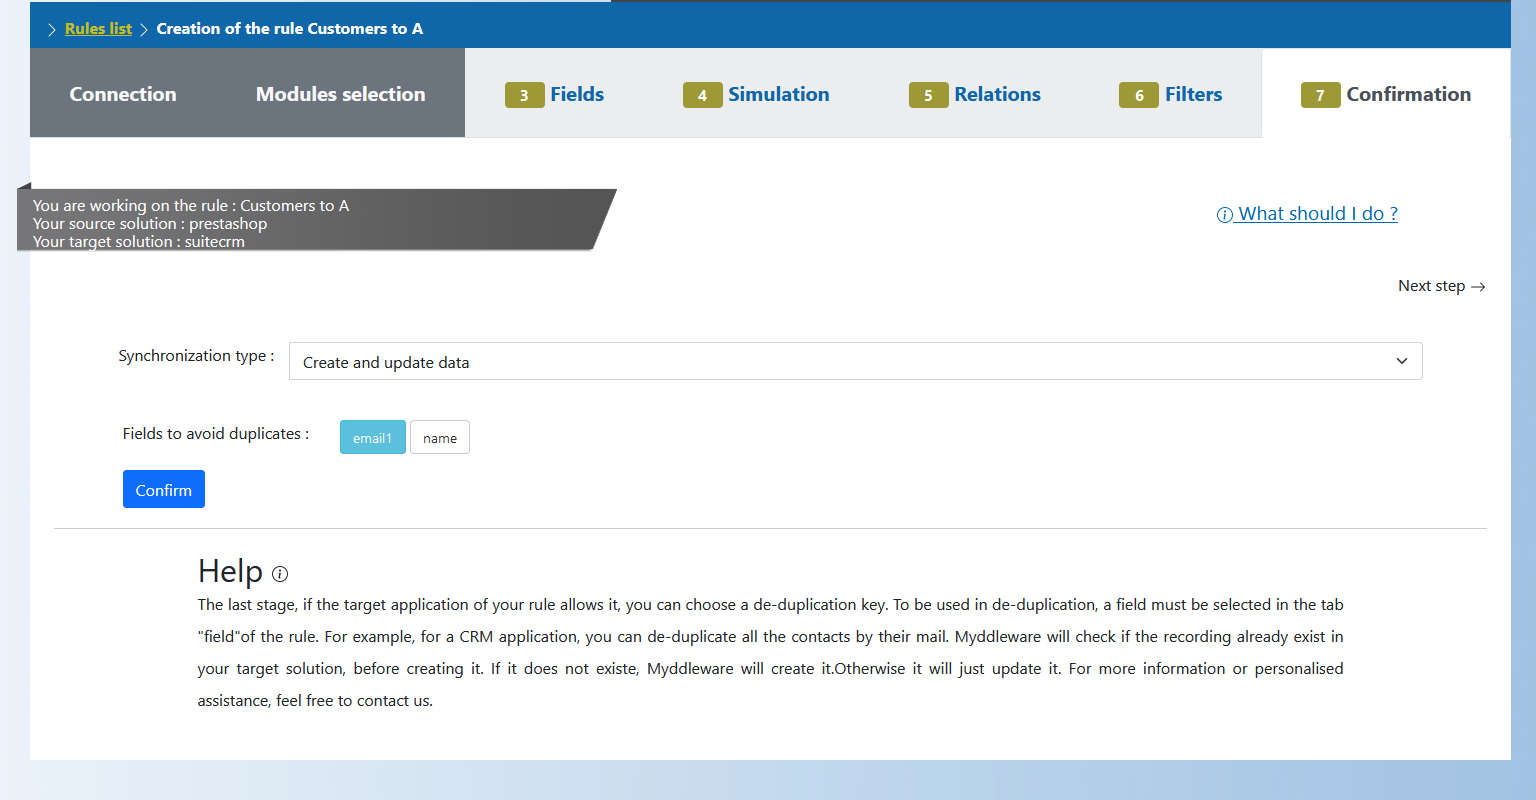 Rules list Creation of the rule Customers to A
Connection Modules selection 3 Fields 4 Simulation 5 Relations 6 Filters 7 Confirmation
You are working on the rule : Customers to A
Your source solution : prestashop
Your target solution : suitecrm
What should I do ?
Next step →
Synchronization type : Create and update data
Fields to avoid duplicates : email1 name
Confirm
Help
The last stage, if the target application of your rule allows it, you can choose a de-duplication key. To be used in de-duplication, a field must be selected in the tab
"field"of the rule. For example, for a CRM application, you can de-duplicate all the contacts by their mail. Myddleware will check if the recording already exist in
your target solution, before creating it. If it does not existe, Myddleware will create it.Otherwise it will just update it. For more information or personalised
assistance, feel free to contact us.